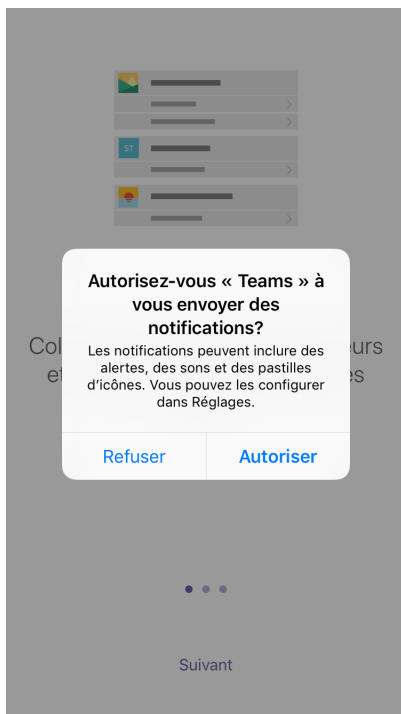 ST
Autorisez-vous « Teams » à
vous envoyer des
notifications?
Les notifications peuvent inclure des
alertes, des sons et des pastilles
d'icônes. Vous pouvez les configurer
dans Réglages.
Refuser
Autoriser
Suivant